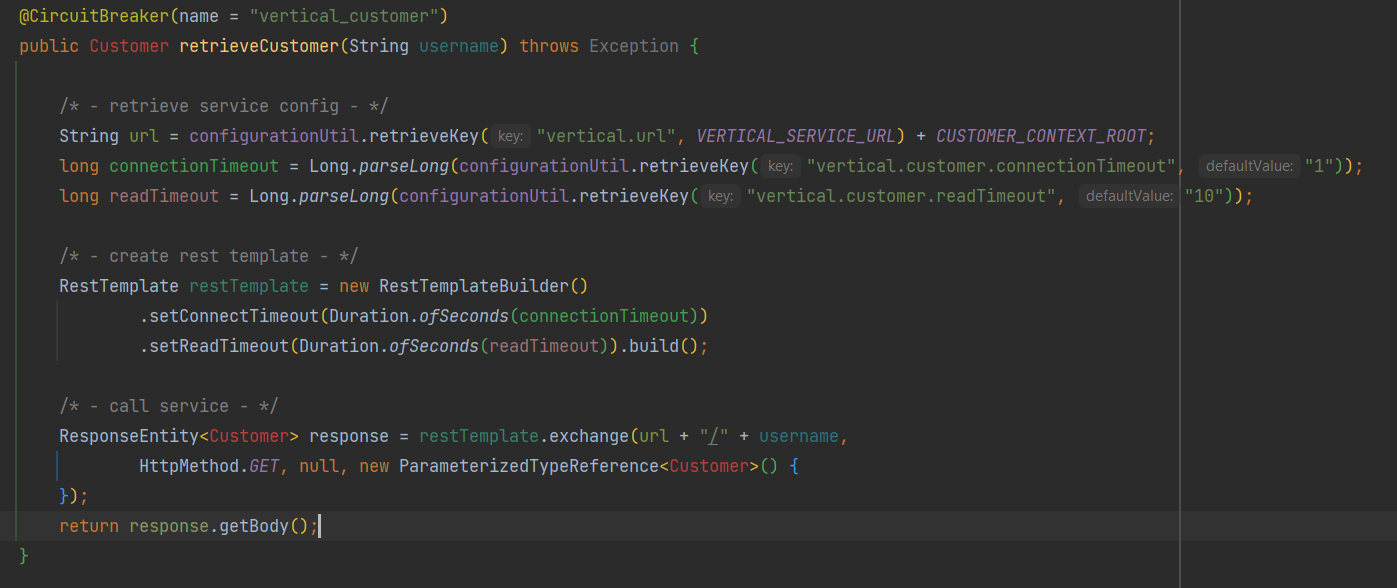 @CircuitBreaker(name = "vertical_customer")
public Customer retrieveCustomer(String username) throws Exception {
/* - retrieve service config - */
String url = configurationUtil.retrieveKey( key: "vertical.url", VERTICAL_SERVICE_URL) + CUSTOMER_CONTEXT_ROOT;
long connectionTimeout = Long.parseLong(configurationUtil.retrieveKey( key: "vertical.customer.connectionTimeout", defaultValue: "1"));
long readTimeout = Long.parseLong(configurationUtil.retrieveKey( key: "vertical.customer.readTimeout", defaultValue: "10"));
/* - create rest template - */
RestTemplate restTemplate = new RestTemplateBuilder()
.setConnectTimeout(Duration.ofSeconds(connectionTimeout))
.setReadTimeout(Duration.ofSeconds(readTimeout)).build();
/* - call service - */
ResponseEntity<Customer> response = restTemplate.exchange(url + "/" + username,
HttpMethod.GET, null, new ParameterizedTypeReference<Customer>() {
});
return response.getBody();
}